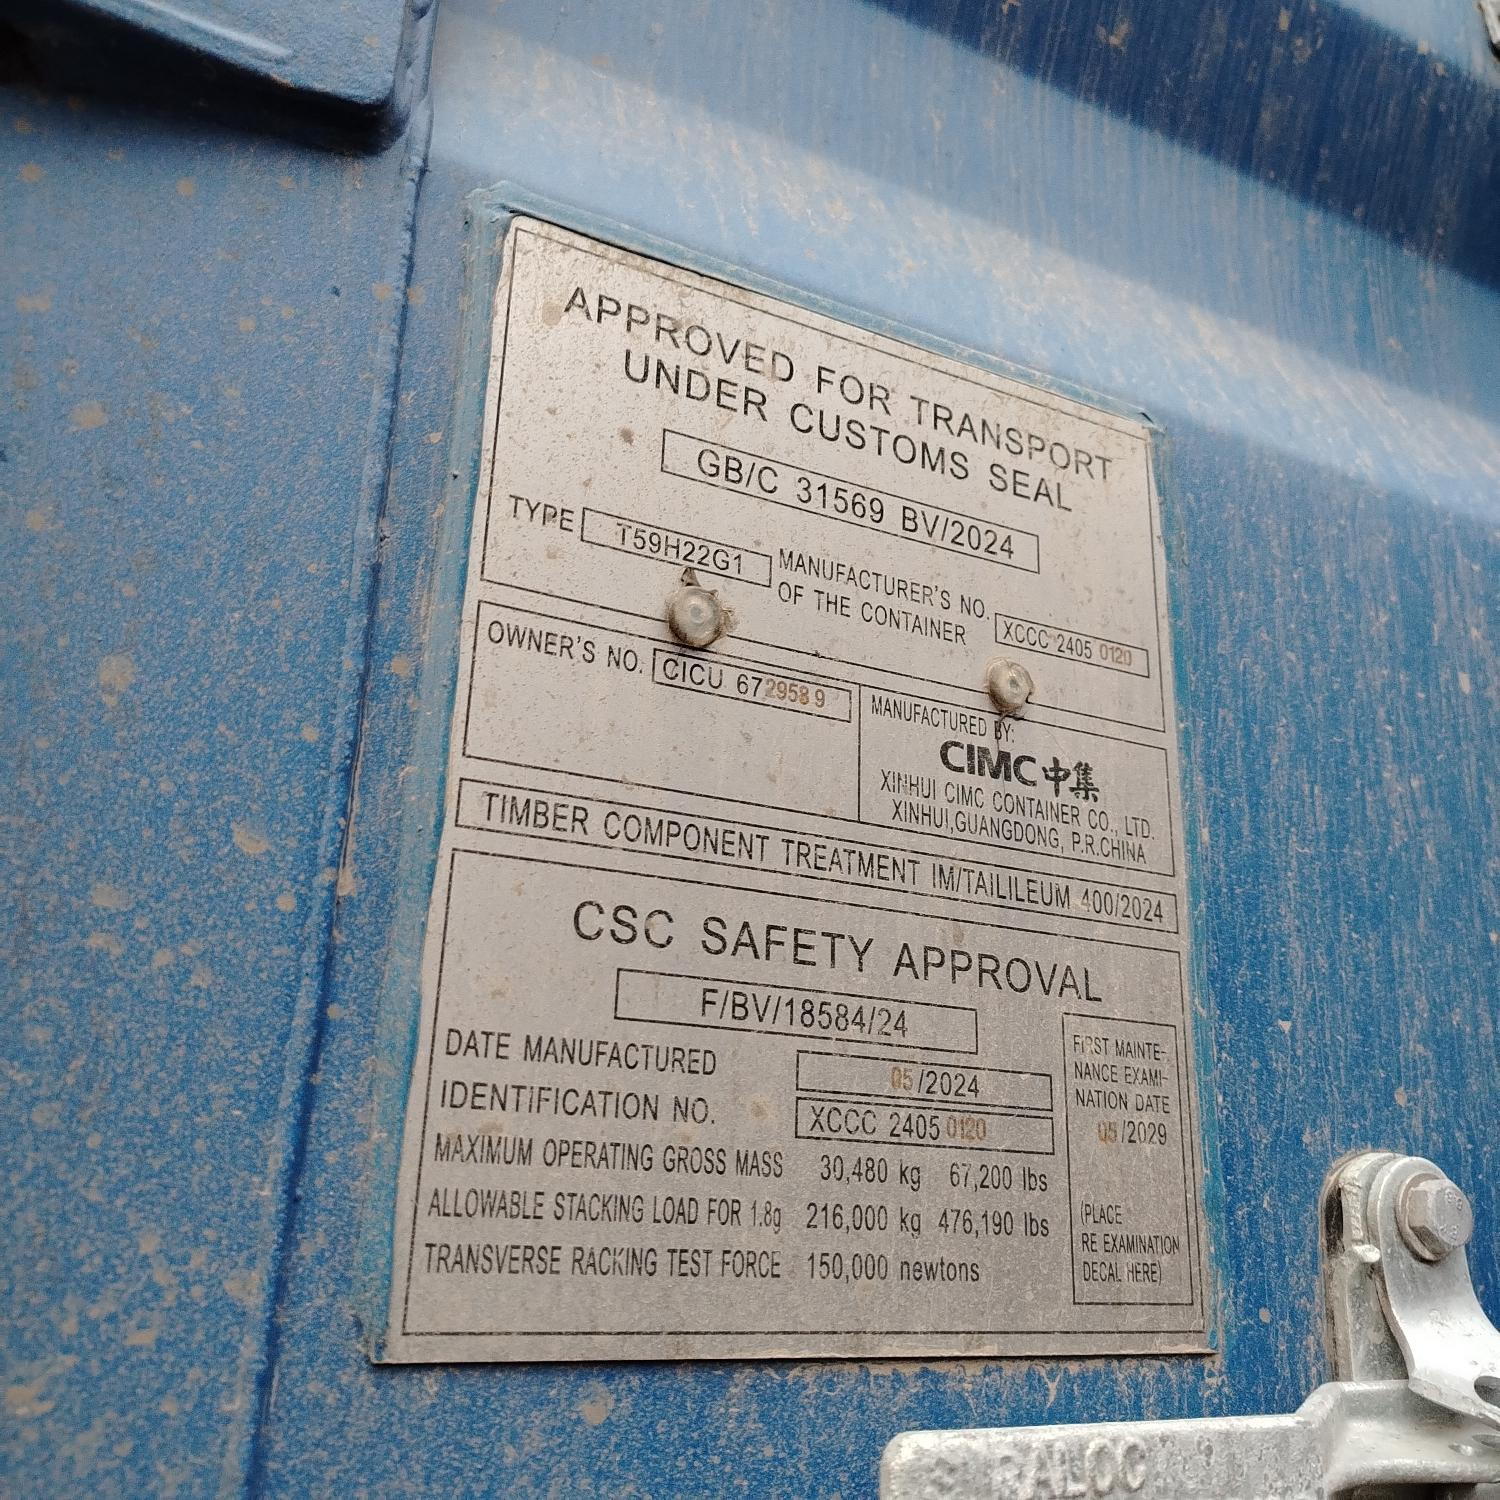 APPROVED FOR TRANSPORT
UNDER CUSTOMS SEAL
GB/C 31569 BV/2024
TYPE T59H22G1 MANUFACTURER'S NO.
OF THE CONTAINER XCCC 2405 0120
OWNER'S NO. CICU 672958 9
MANUFACTURED BY:
CIMC 中集
XINHUI CIMC CONTAINER CO., LTD.
XINHUI,GUANGDONG, P.R.CHINA
TIMBER COMPONENT TREATMENT IM/TAILILEUM 400/2024
CSC SAFETY APPROVAL
F/BV/18584/24
DATE MANUFACTURED 05/2024
IDENTIFICATION NO. XCCC 2405 0120
MAXIMUM OPERATING GROSS MASS 30,480 kg 67,200 lbs
ALLOWABLE STACKING LOAD FOR 1.8g 216,000 kg 476,190 lbs
TRANSVERSE RACKING TEST FORCE 150,000 newtons
FIRST MAINTE-
NANCE EXAMI-
NATION DATE
05/2029
(PLACE
RE EXAMINATION
DECAL HERE)